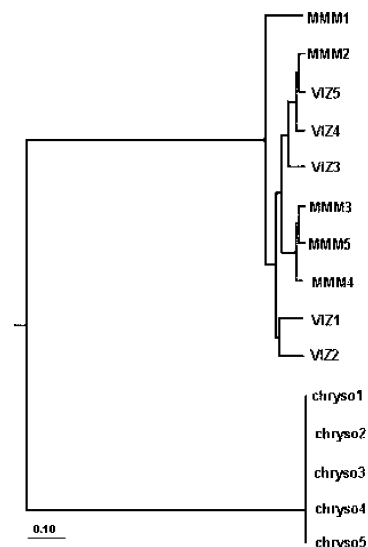 MMM1
MMM2
VIZ5
VIZ4
VIZ3
MMM3
MMM5
MMM4
VIZ1
VIZ2
chryso1
chryso2
chryso3
chryso4
chryso5
0.10